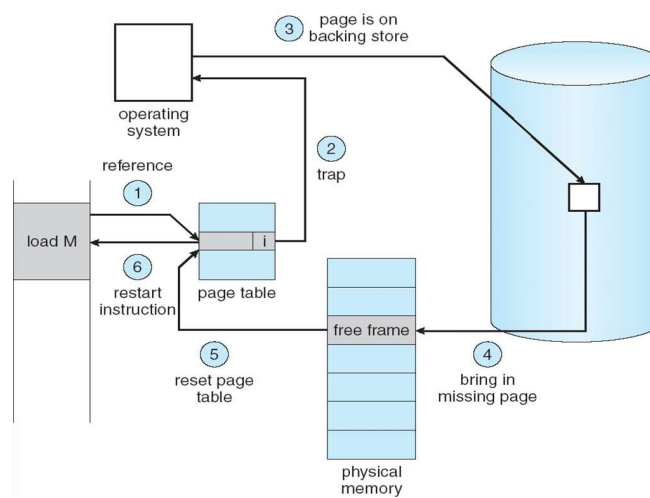 3
page is on
backing store
operating
system
2
trap
reference
1
load M
i
6
restart
instruction
page table
free frame
5
reset page
table
4
bring in
missing page
physical
memory